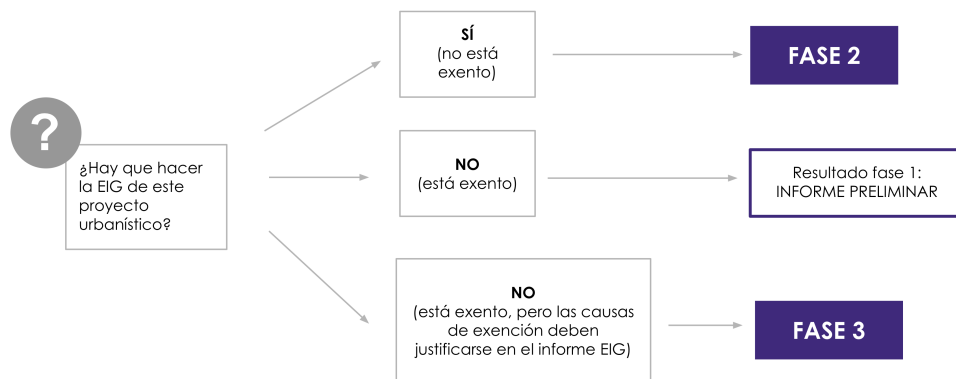 ?
¿Hay que hacer
la EIG de este
proyecto
urbanístico?
SÍ
(no está
exento)
FASE 2
NO
(está exento)
Resultado fase 1:
INFORME PRELIMINAR
NO
(está exento, pero las causas
de exención deben
justificarse en el informe EIG)
FASE 3